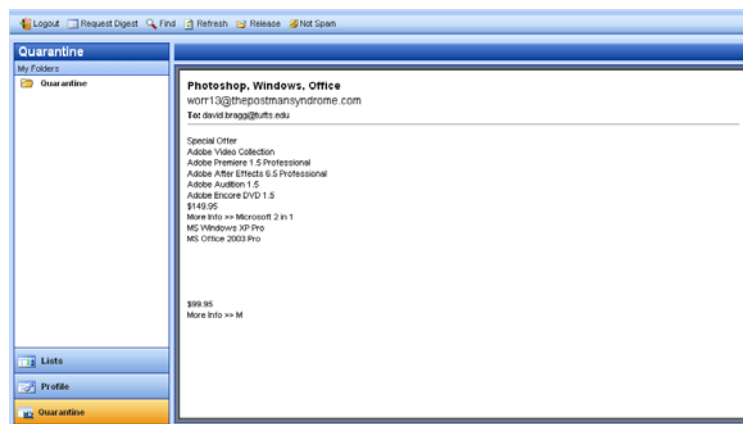 Logout Request Digest Find Refresh Release Not Spam
Quarantine
My Folders
Quarantine
Lists
Profile
Quarantine
Photoshop, Windows, Office
worr13@thepostmansyndrome.com
To: david.bragg@tufts.edu
Special Offer
Adobe Video Collection
Adobe Premiere 1.5 Professional
Adobe After Effects 6.5 Professional
Adobe Audition 1.5
Adobe Encore DVD 1.5
$149.95
More Info >> Microsoft 2 in 1
MS Windows XP Pro
MS Office 2003 Pro
$99.95
More Info >> M